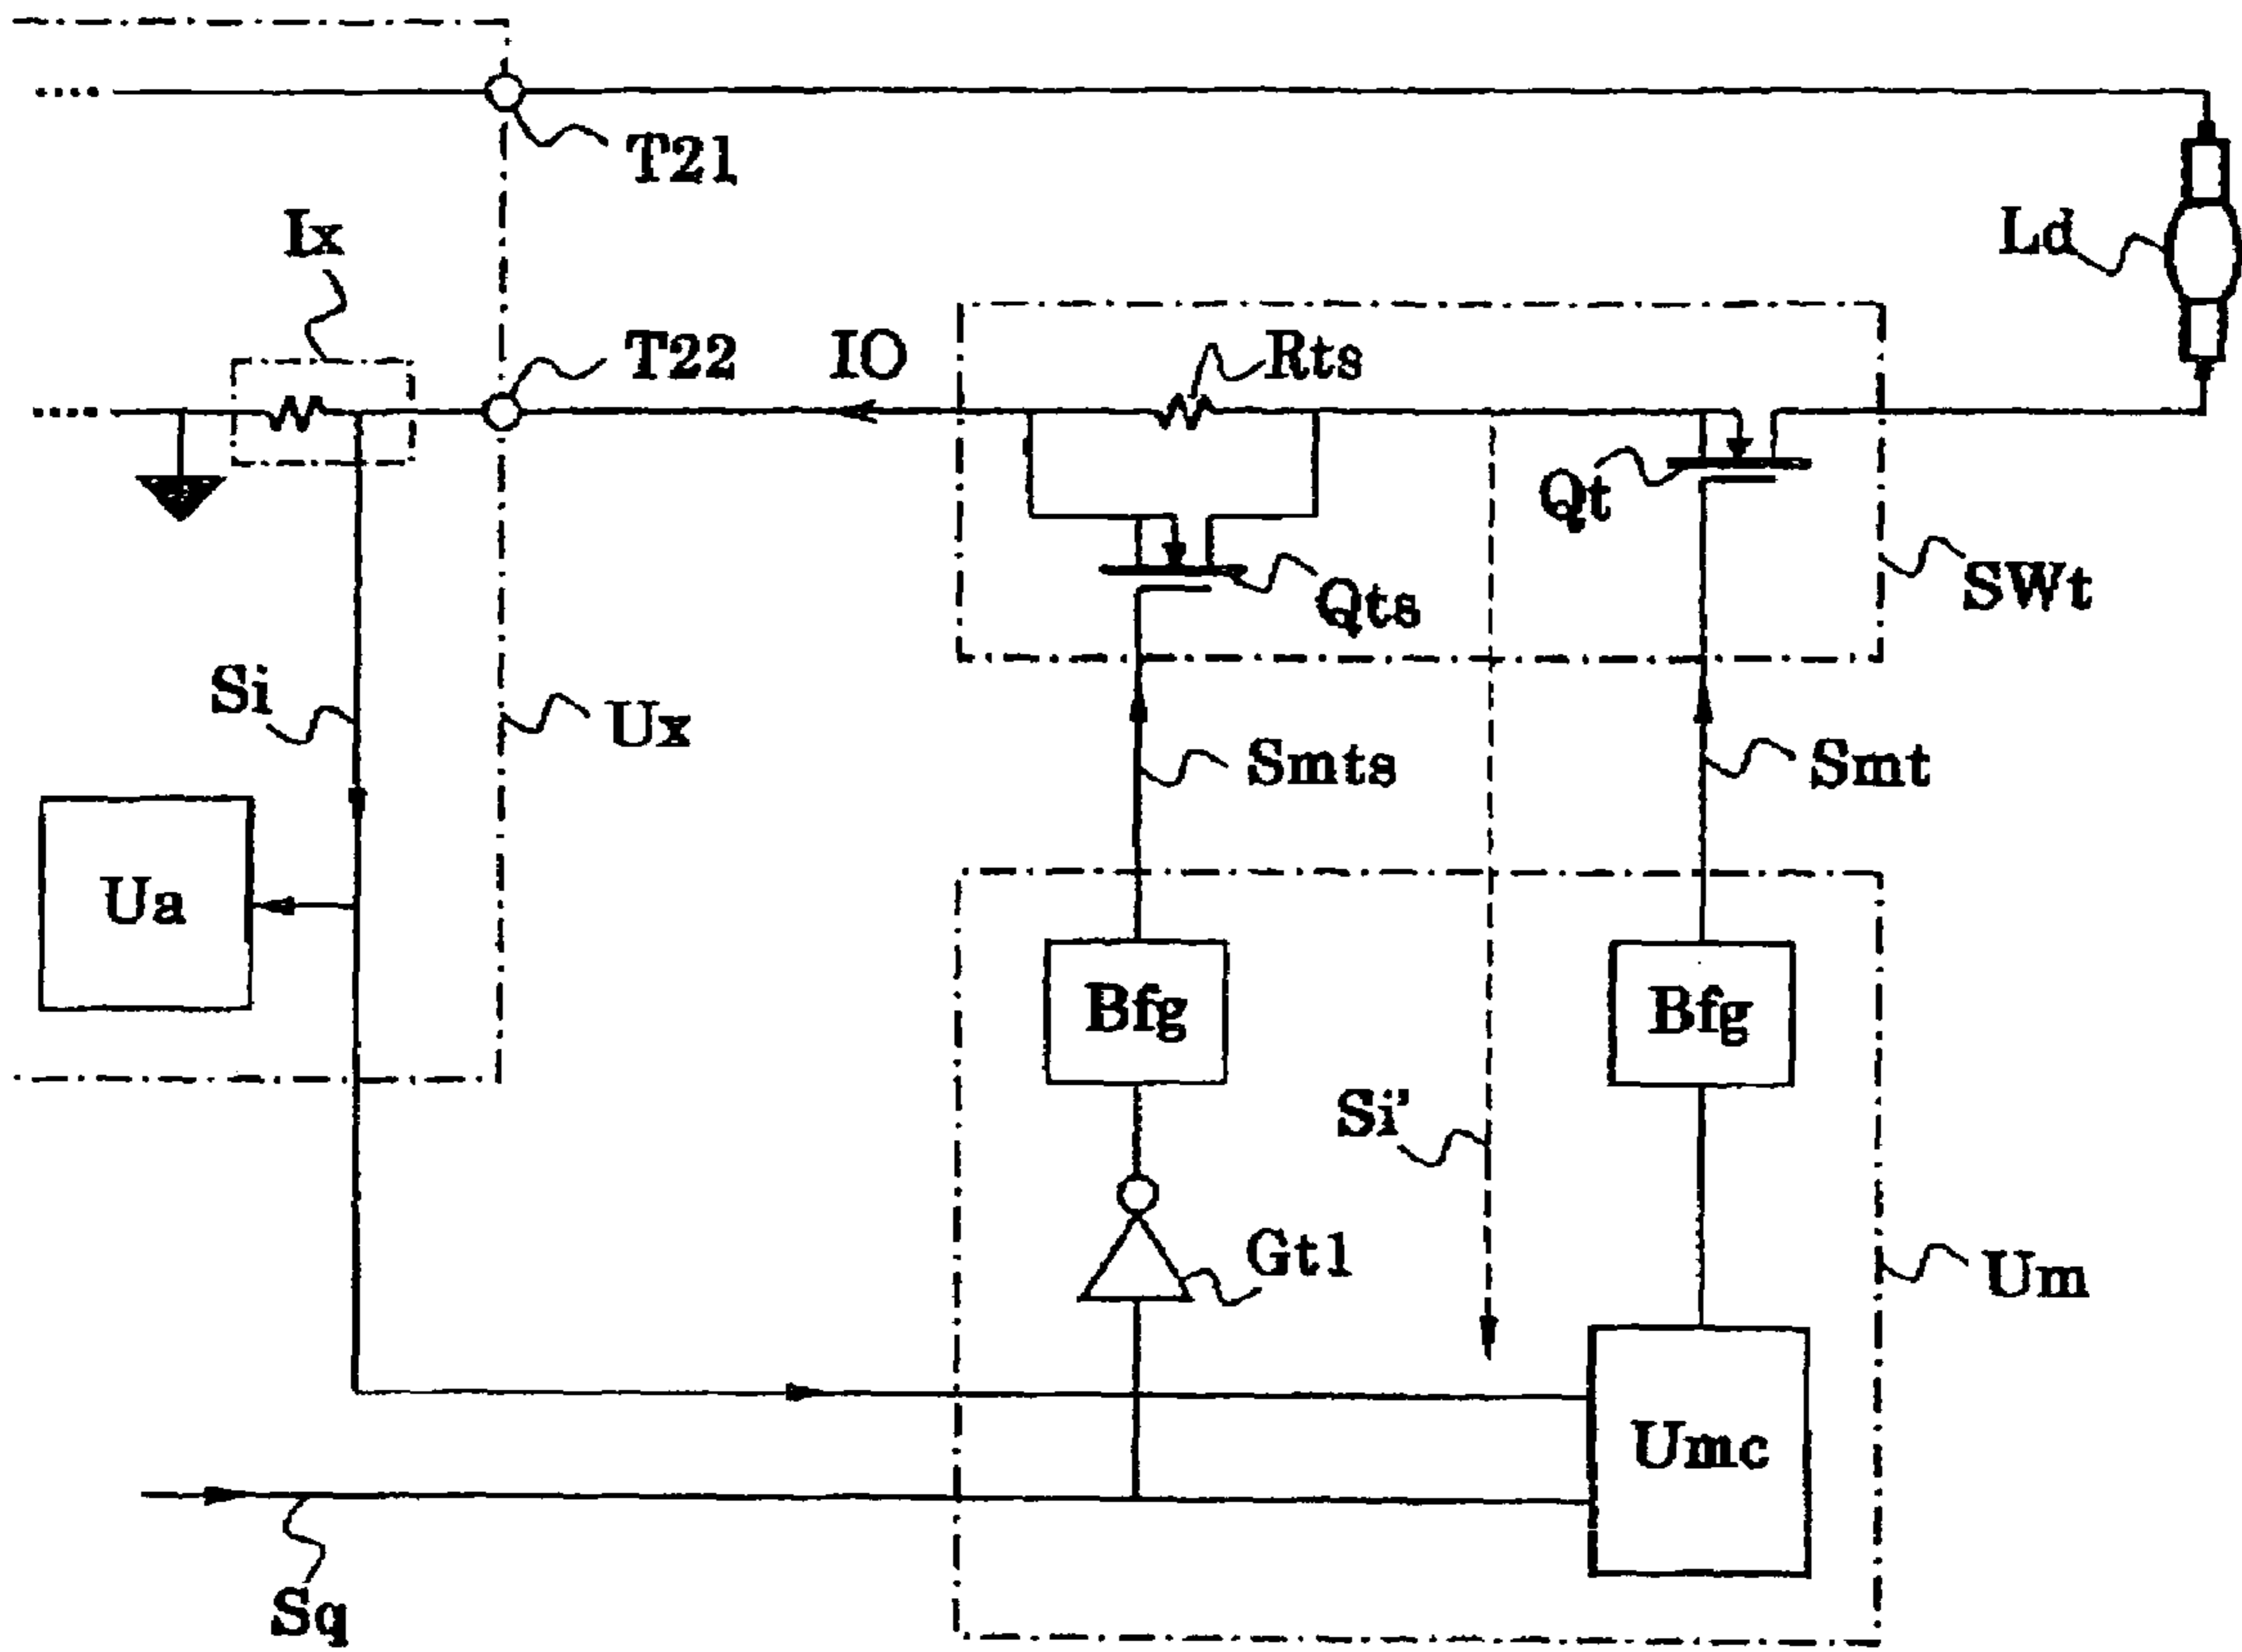 T21
Ix
Ld
T22
IO
Rts
Qt
Qts
SWt
Si
Ux
Smts
Smt
Ua
Bfg
Bfg
Si'
Gt1
Um
Umc
Sq